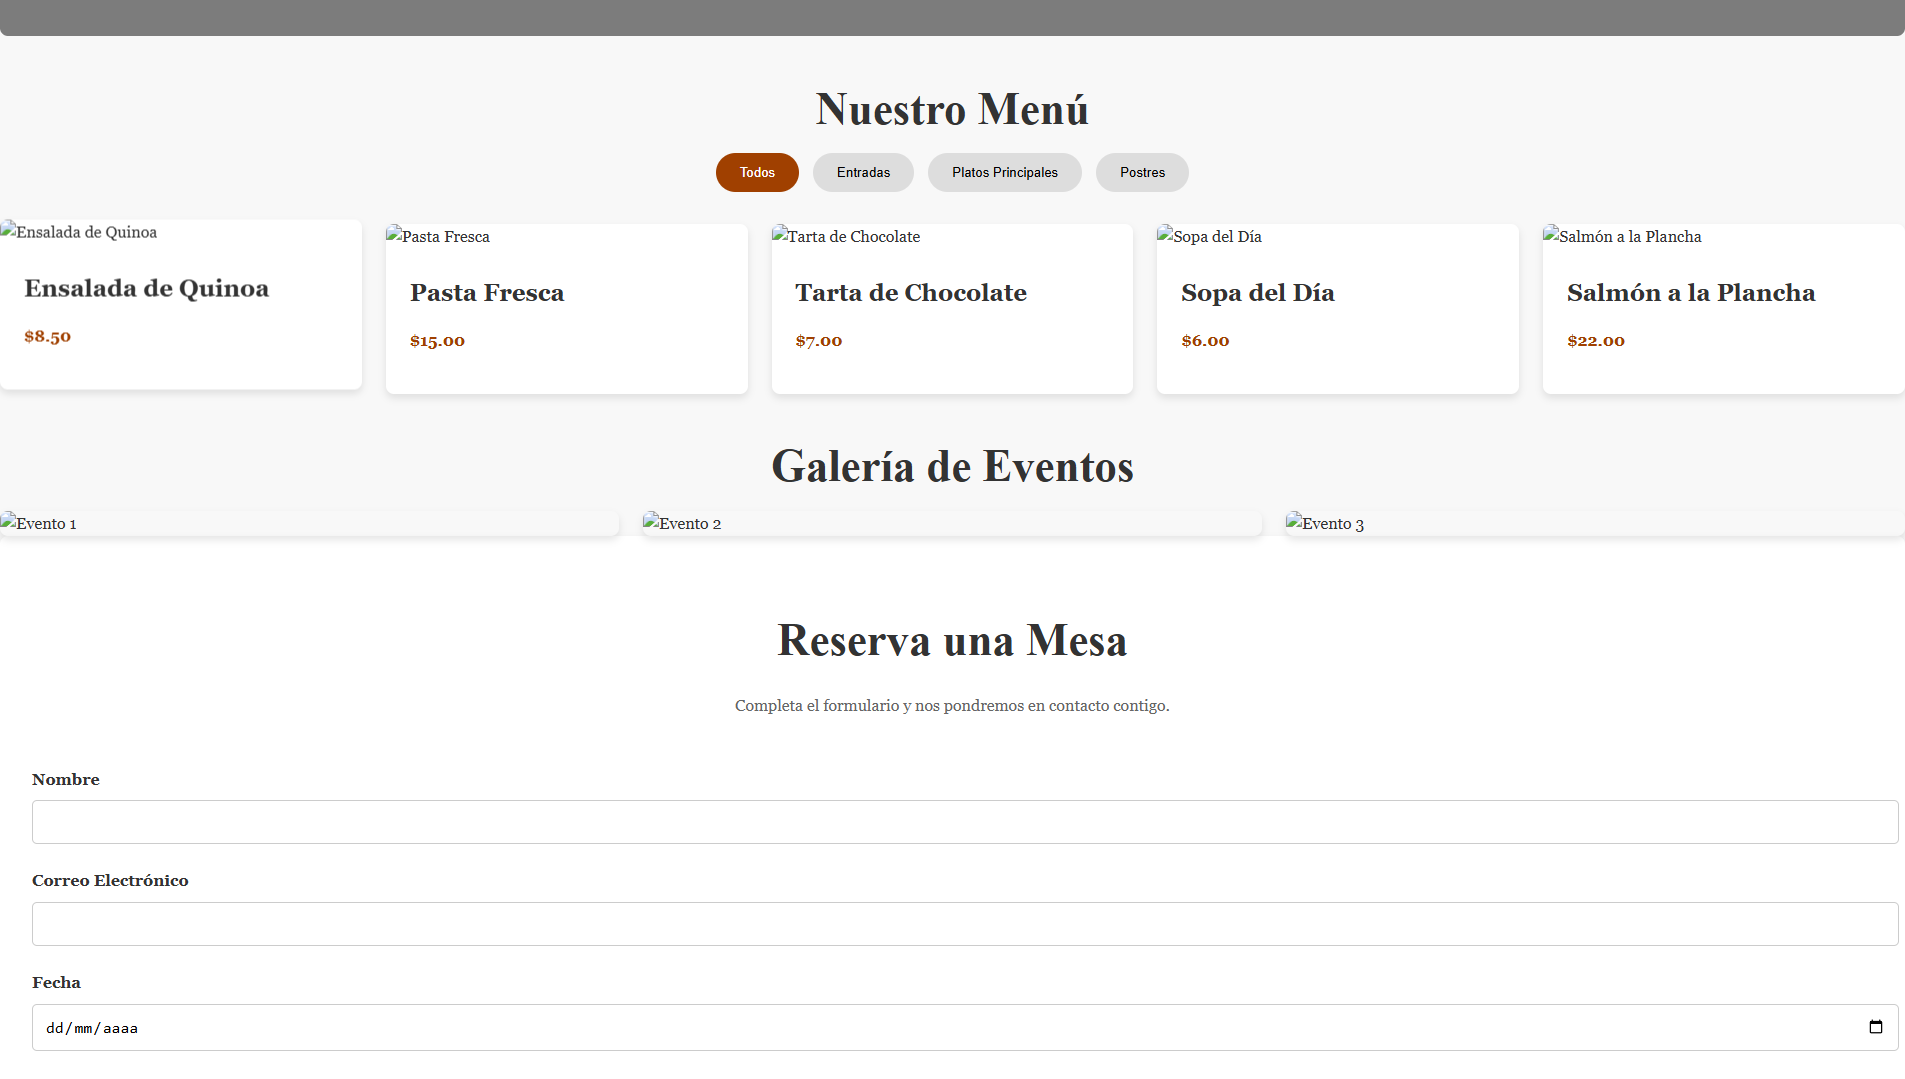 Nuestro Menú
Todos Entradas Platos Principales Postres
Ensalada de Quinoa
Ensalada de Quinoa
$8.50
Pasta Fresca
Pasta Fresca
$15.00
Tarta de Chocolate
Tarta de Chocolate
$7.00
Sopa del Día
Sopa del Día
$6.00
Salmón a la Plancha
Salmón a la Plancha
$22.00
Galería de Eventos
Evento 1
Evento 2
Evento 3
Reserva una Mesa
Completa el formulario y nos pondremos en contacto contigo.
Nombre
Correo Electrónico
Fecha
dd/mm/aaaa